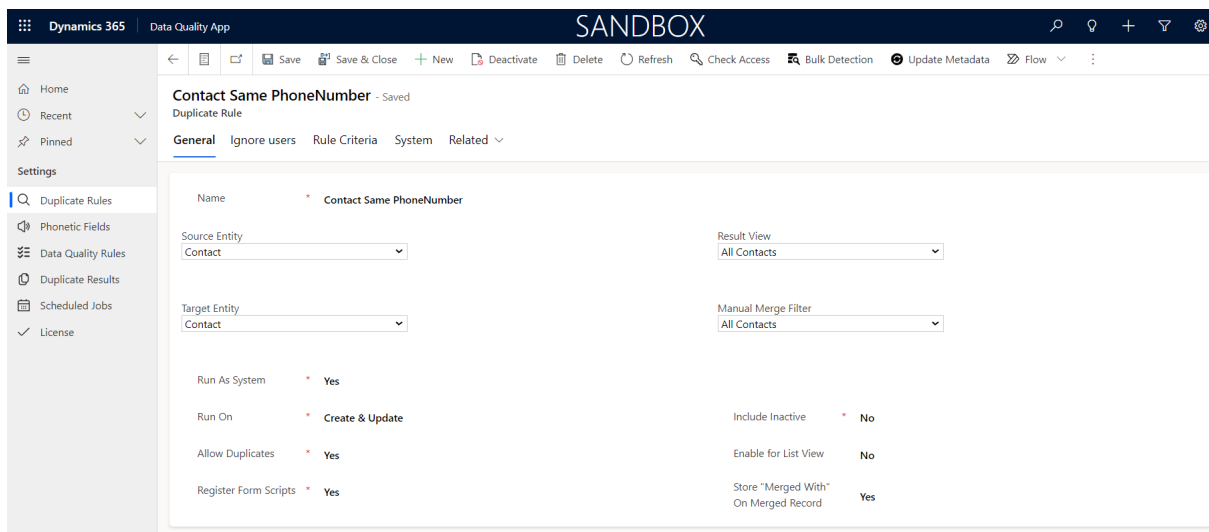 Dynamics 365 Data Quality App SANDBOX
Save Save & Close New Deactivate Delete Refresh Check Access Bulk Detection Update Metadata Flow
Home
Recent
Pinned
Settings
Duplicate Rules
Phonetic Fields
Data Quality Rules
Duplicate Results
Scheduled Jobs
License
Contact Same PhoneNumber - Saved
Duplicate Rule
General Ignore users Rule Criteria System Related
Name * Contact Same PhoneNumber
Source Entity Result View
Contact All Contacts
Target Entity Manual Merge Filter
Contact All Contacts
Run As System * Yes
Run On * Create & Update Include Inactive * No
Allow Duplicates * Yes Enable for List View No
Register Form Scripts * Yes Store "Merged With"
On Merged Record Yes